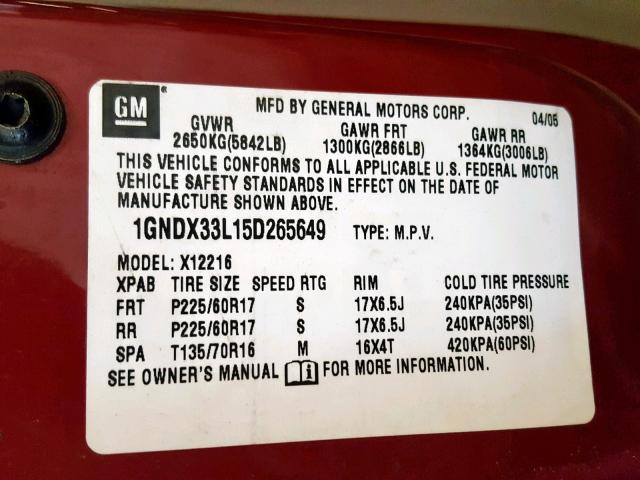 GM
MFD BY GENERAL MOTORS CORP. 04/05
GVWR GAWR FRT GAWR RR
2650KG(5842LB) 1300KG(2866LB) 1364KG(3006LB)
THIS VEHICLE CONFORMS TO ALL APPLICABLE U.S. FEDERAL MOTOR
VEHICLE SAFETY STANDARDS IN EFFECT ON THE DATE OF
MANUFACTURE SHOWN ABOVE.
1GNDX33L15D265649 TYPE: M.P.V.
MODEL: X12216
XPAB TIRE SIZE SPEED RTG RIM COLD TIRE PRESSURE
FRT P225/60R17 S 17X6.5J 240KPA(35PSI)
RR P225/60R17 S 17X6.5J 240KPA(35PSI)
SPA T135/70R16 M 16X4T 420KPA(60PSI)
SEE OWNER'S MANUAL i FOR MORE INFORMATION.